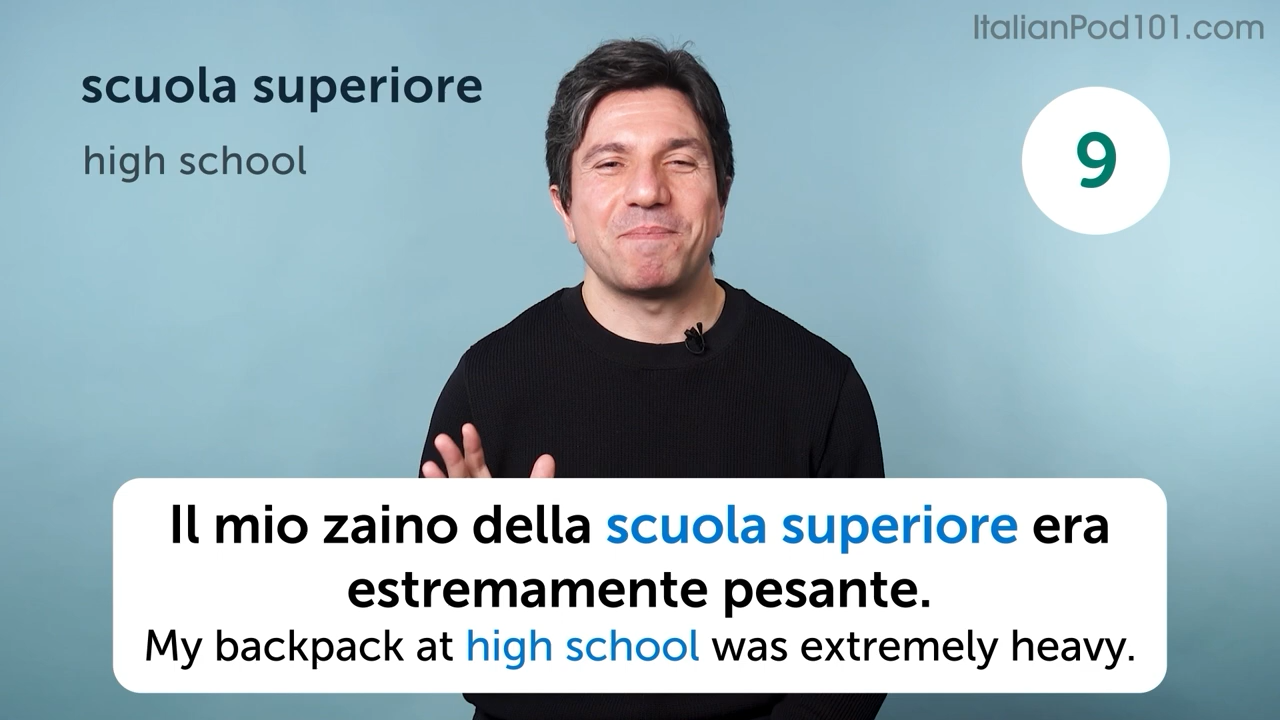 ItalianPod101.com
scuola superiore
high school
9
Il mio zaino della scuola superiore era
estremamente pesante.
My backpack at high school was extremely heavy.